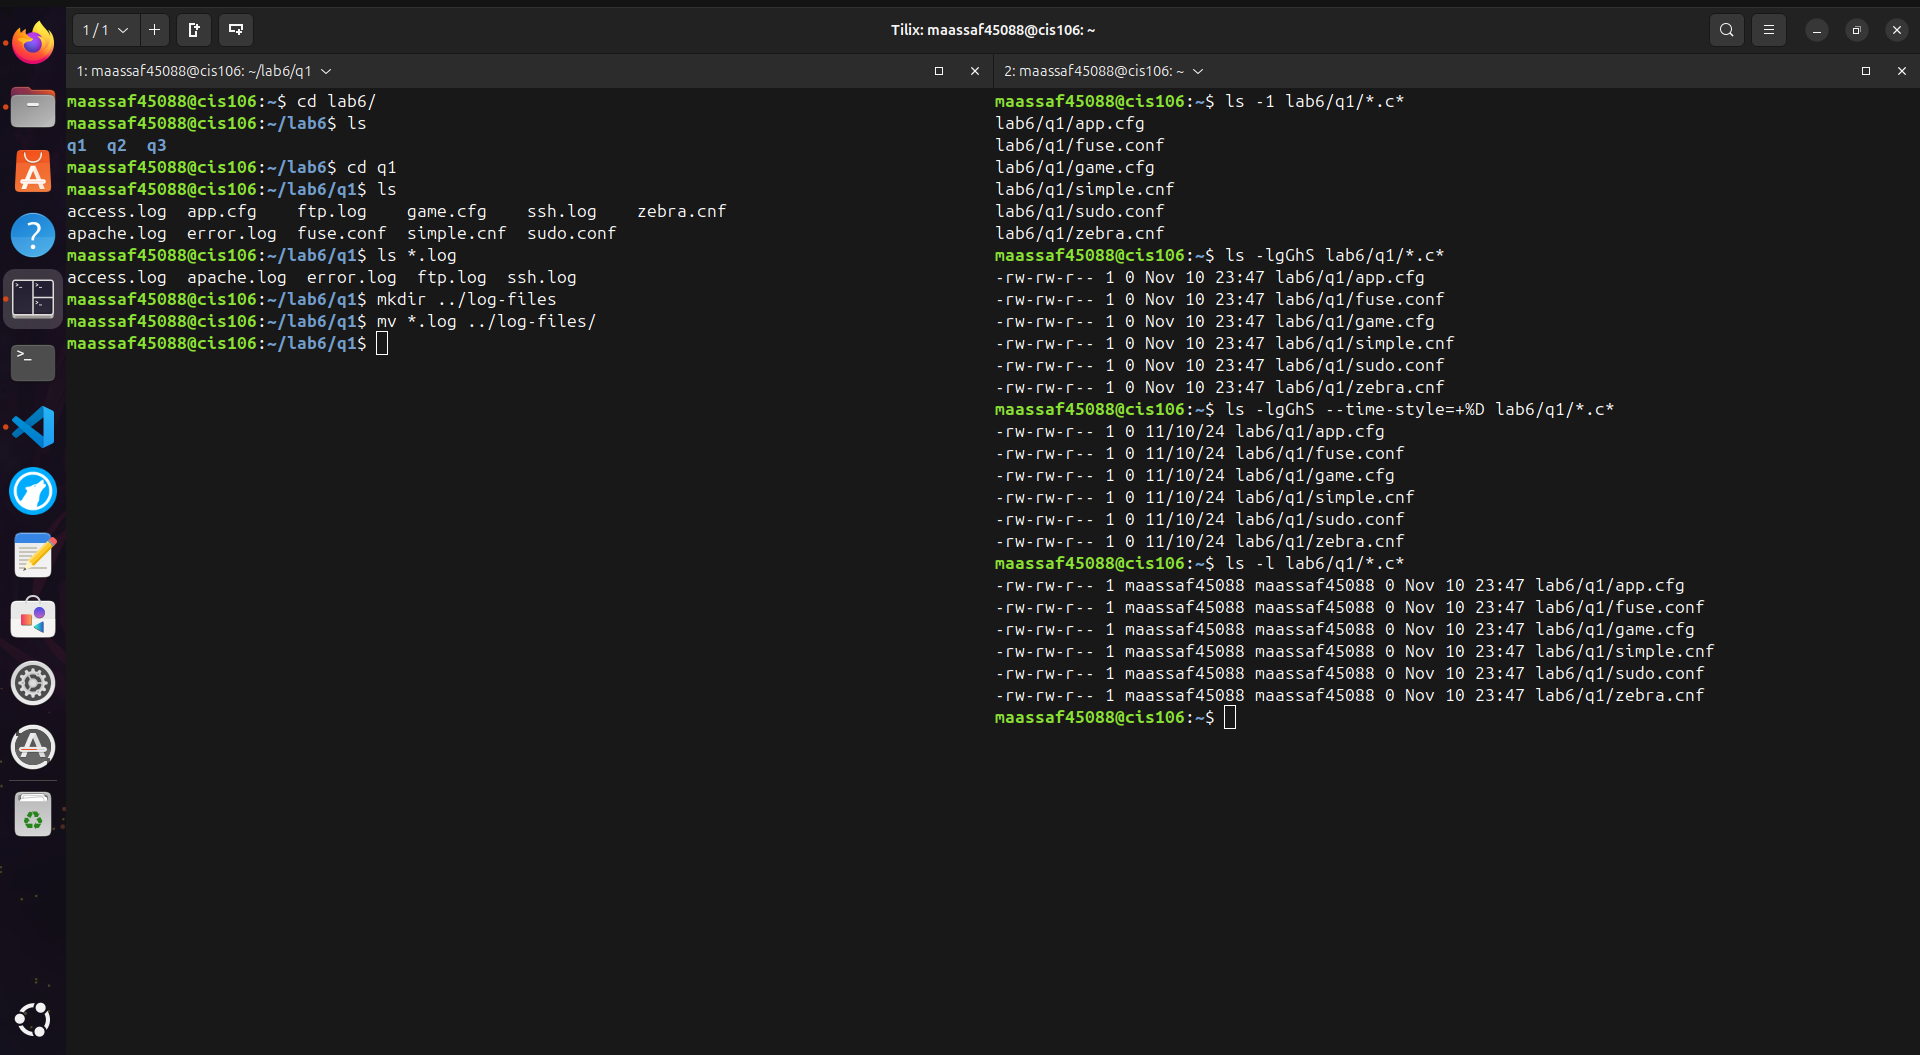 1 / 1
Tilix: maassaf45088@cis106: ~
1: maassaf45088@cis106: ~/lab6/q1
maassaf45088@cis106:~$ cd lab6/
maassaf45088@cis106:~/lab6$ ls
q1  q2  q3
maassaf45088@cis106:~/lab6$ cd q1
maassaf45088@cis106:~/lab6/q1$ ls
access.log  app.cfg    ftp.log    game.cfg    ssh.log    zebra.cnf
apache.log  error.log  fuse.conf  simple.cnf  sudo.conf
maassaf45088@cis106:~/lab6/q1$ ls *.log
access.log  apache.log  error.log  ftp.log  ssh.log
maassaf45088@cis106:~/lab6/q1$ mkdir ../log-files
maassaf45088@cis106:~/lab6/q1$ mv *.log ../log-files/
maassaf45088@cis106:~/lab6/q1$
2: maassaf45088@cis106: ~
maassaf45088@cis106:~$ ls -1 lab6/q1/*.c*
lab6/q1/app.cfg
lab6/q1/fuse.conf
lab6/q1/game.cfg
lab6/q1/simple.cnf
lab6/q1/sudo.conf
lab6/q1/zebra.cnf
maassaf45088@cis106:~$ ls -lgGhS lab6/q1/*.c*
-rw-rw-r-- 1 0 Nov 10 23:47 lab6/q1/app.cfg
-rw-rw-r-- 1 0 Nov 10 23:47 lab6/q1/fuse.conf
-rw-rw-r-- 1 0 Nov 10 23:47 lab6/q1/game.cfg
-rw-rw-r-- 1 0 Nov 10 23:47 lab6/q1/simple.cnf
-rw-rw-r-- 1 0 Nov 10 23:47 lab6/q1/sudo.conf
-rw-rw-r-- 1 0 Nov 10 23:47 lab6/q1/zebra.cnf
maassaf45088@cis106:~$ ls -lgGhS --time-style=+%D lab6/q1/*.c*
-rw-rw-r-- 1 0 11/10/24 lab6/q1/app.cfg
-rw-rw-r-- 1 0 11/10/24 lab6/q1/fuse.conf
-rw-rw-r-- 1 0 11/10/24 lab6/q1/game.cfg
-rw-rw-r-- 1 0 11/10/24 lab6/q1/simple.cnf
-rw-rw-r-- 1 0 11/10/24 lab6/q1/sudo.conf
-rw-rw-r-- 1 0 11/10/24 lab6/q1/zebra.cnf
maassaf45088@cis106:~$ ls -l lab6/q1/*.c*
-rw-rw-r-- 1 maassaf45088 maassaf45088 0 Nov 10 23:47 lab6/q1/app.cfg
-rw-rw-r-- 1 maassaf45088 maassaf45088 0 Nov 10 23:47 lab6/q1/fuse.conf
-rw-rw-r-- 1 maassaf45088 maassaf45088 0 Nov 10 23:47 lab6/q1/game.cfg
-rw-rw-r-- 1 maassaf45088 maassaf45088 0 Nov 10 23:47 lab6/q1/simple.cnf
-rw-rw-r-- 1 maassaf45088 maassaf45088 0 Nov 10 23:47 lab6/q1/sudo.conf
-rw-rw-r-- 1 maassaf45088 maassaf45088 0 Nov 10 23:47 lab6/q1/zebra.cnf
maassaf45088@cis106:~$